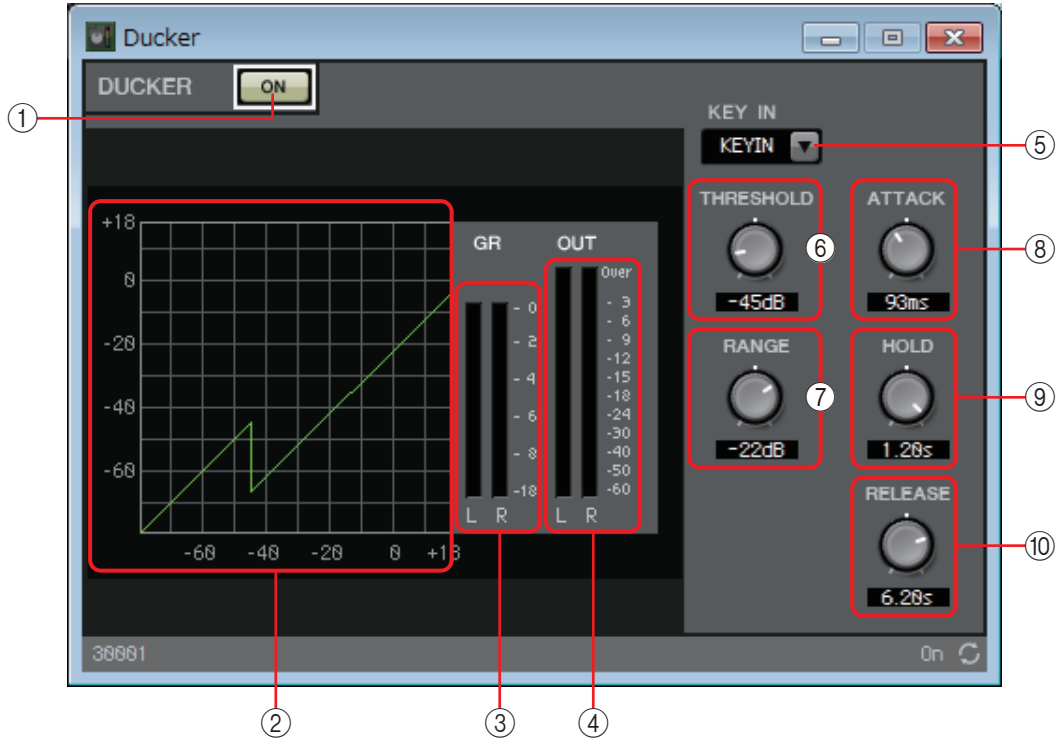 Ducker
DUCKER
ON
①
KEY IN
KEYIN
⑤
THRESHOLD
⑥
-45dB
ATTACK
⑧
93ms
RANGE
⑦
-22dB
HOLD
⑨
1.20s
RELEASE
⑩
6.20s
+18
0
-20
-40
-60
-60 -40 -20 0 +18
GR
- 0
- 2
- 4
- 6
- 8
-18
L R
OUT
Over
- 3
- 6
- 9
-12
-15
-18
-24
-30
-40
-50
-60
L R
30001
On
② ③ ④